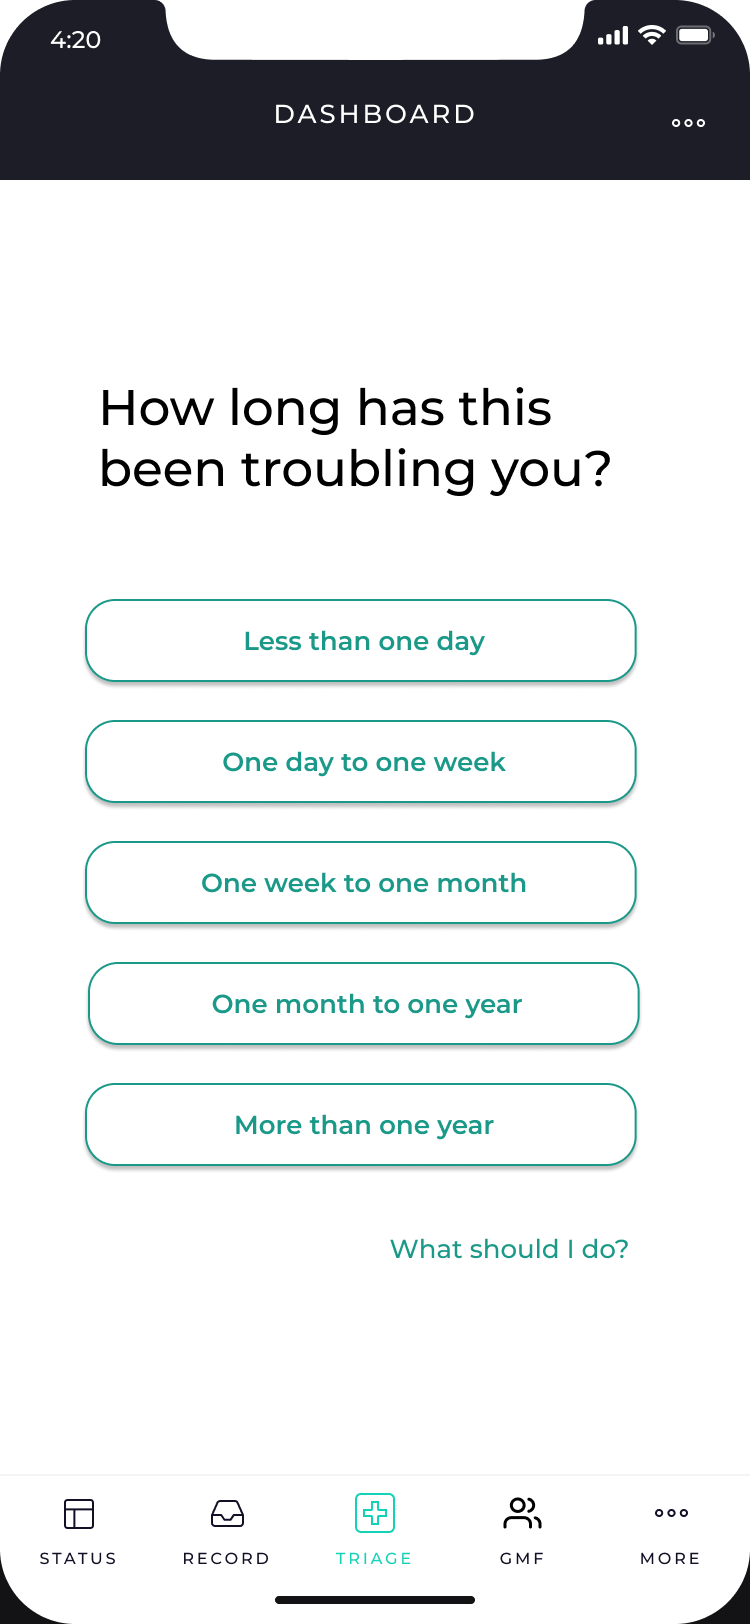 4:20
DASHBOARD
How long has this
been troubling you?
Less than one day
One day to one week
One week to one month
One month to one year
More than one year
What should I do?
STATUS
RECORD
TRIAGE
GMF
MORE